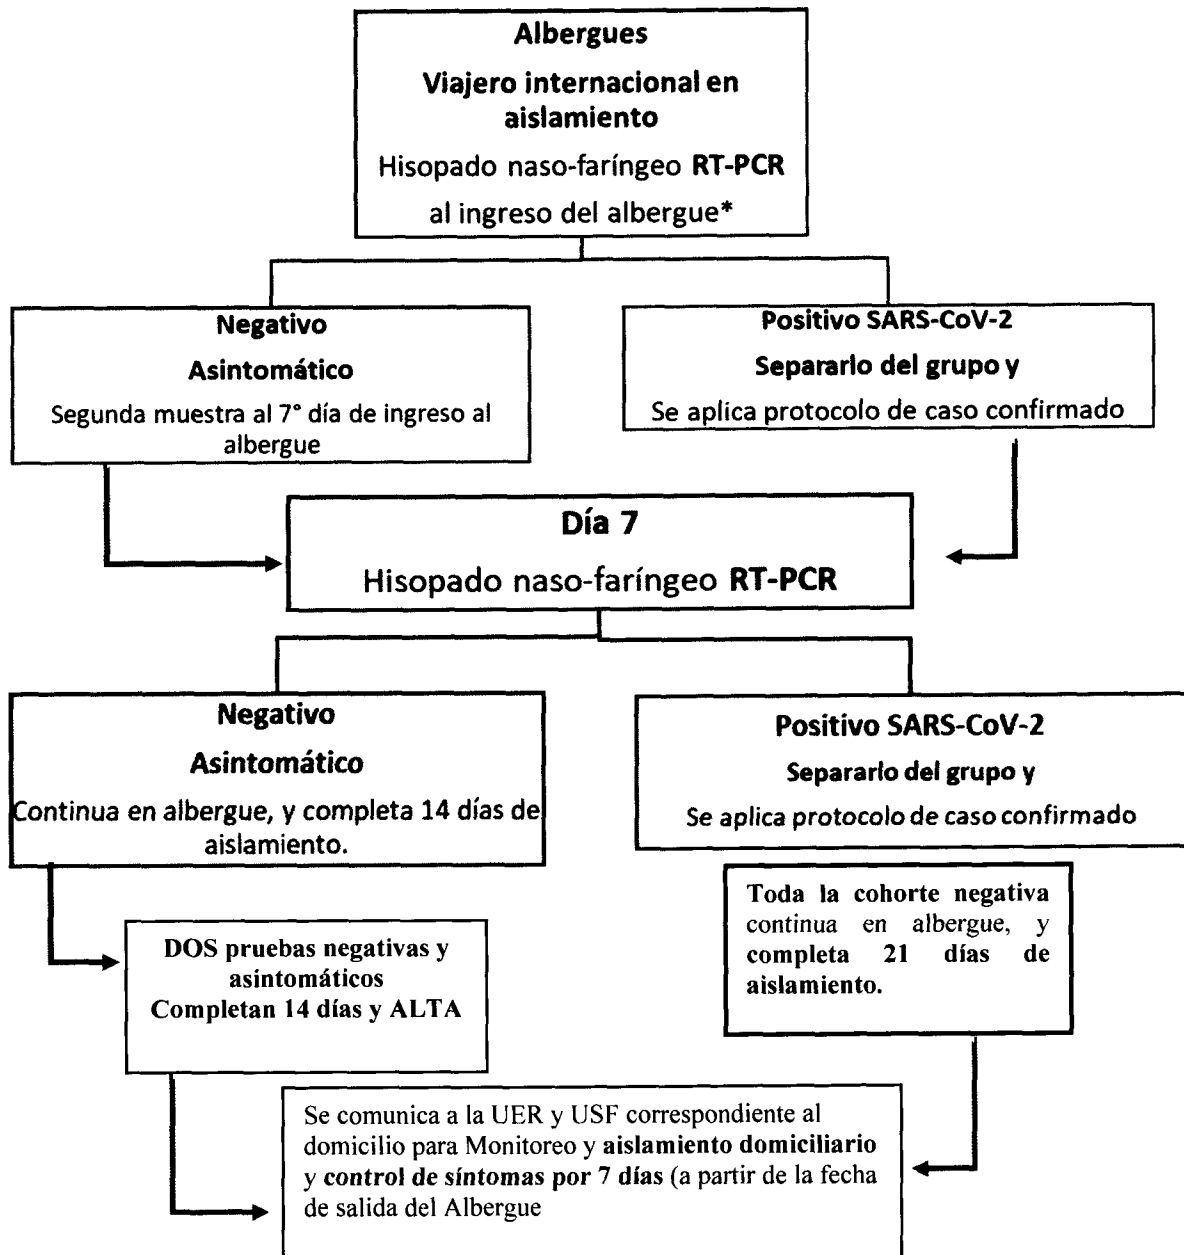 Albergues
Viajero internacional en
aislamiento
Hisopado naso-faríngeo RT-PCR
al ingreso del albergue*
Negativo
Asintomático
Segunda muestra al 7° día de ingreso al
albergue
Positivo SARS-CoV-2
Separarlo del grupo y
Se aplica protocolo de caso confirmado
Día 7
Hisopado naso-faríngeo RT-PCR
Negativo
Asintomático
Continua en albergue, y completa 14 días de
aislamiento.
Positivo SARS-CoV-2
Separarlo del grupo y
Se aplica protocolo de caso confirmado
Toda la cohorte negativa
continua en albergue, y
completa 21 días de
aislamiento.
DOS pruebas negativas y
asintomáticos
Completan 14 días y ALTA
Se comunica a la UER y USF correspondiente al
domicilio para Monitoreo y aislamiento domiciliario
y control de síntomas por 7 días (a partir de la fecha
de salida del Albergue